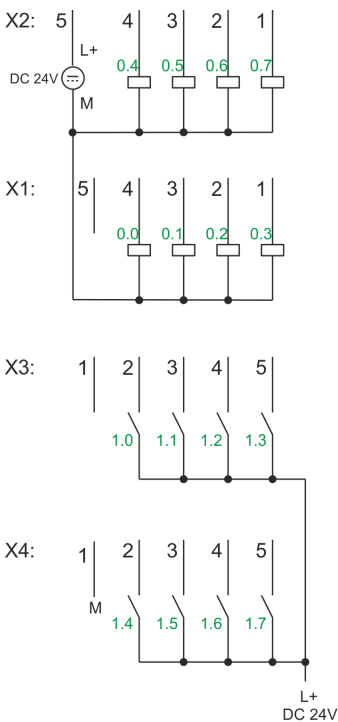 X2: 5 4 3 2 1
L+
0.4 0.5 0.6 0.7
DC 24V
M
X1: 5 4 3 2 1
0.0 0.1 0.2 0.3
X3: 1 2 3 4 5
1.0 1.1 1.2 1.3
X4: 1 2 3 4 5
M
1.4 1.5 1.6 1.7
L+
DC 24V